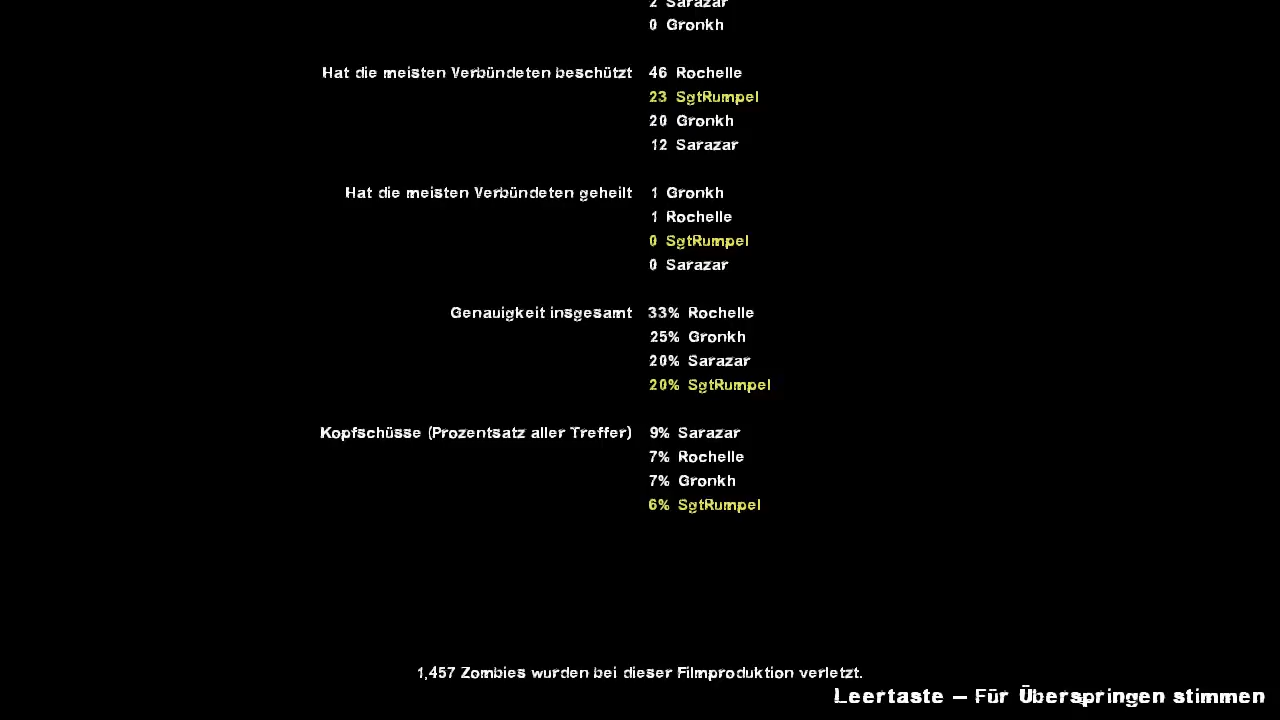 2 Sarazar
0 Gronkh
Hat die meisten Verbündeten beschützt 46 Rochelle
23 SgtRumpel
20 Gronkh
12 Sarazar
Hat die meisten Verbündeten geheilt 1 Gronkh
1 Rochelle
0 SgtRumpel
0 Sarazar
Genauigkeit insgesamt 33% Rochelle
25% Gronkh
20% Sarazar
20% SgtRumpel
Kopfschüsse (Prozentsatz aller Treffer) 9% Sarazar
7% Rochelle
7% Gronkh
6% SgtRumpel
1,457 Zombies wurden bei dieser Filmproduktion verletzt.
Leertaste – Für Überspringen stimmen